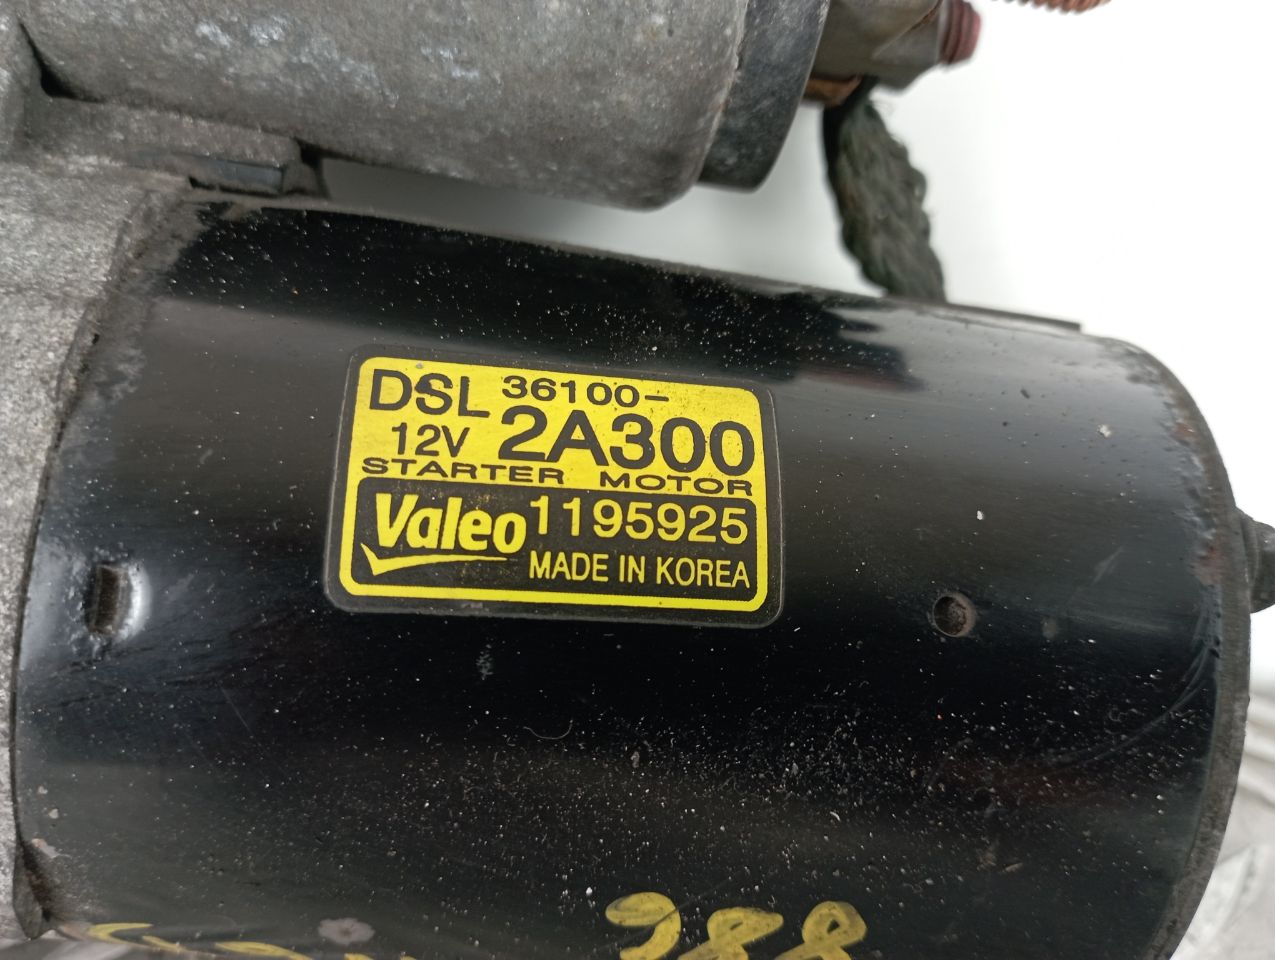 DSL 36100-
12V 2A300
STARTER MOTOR
Valeo 1195925
MADE IN KOREA